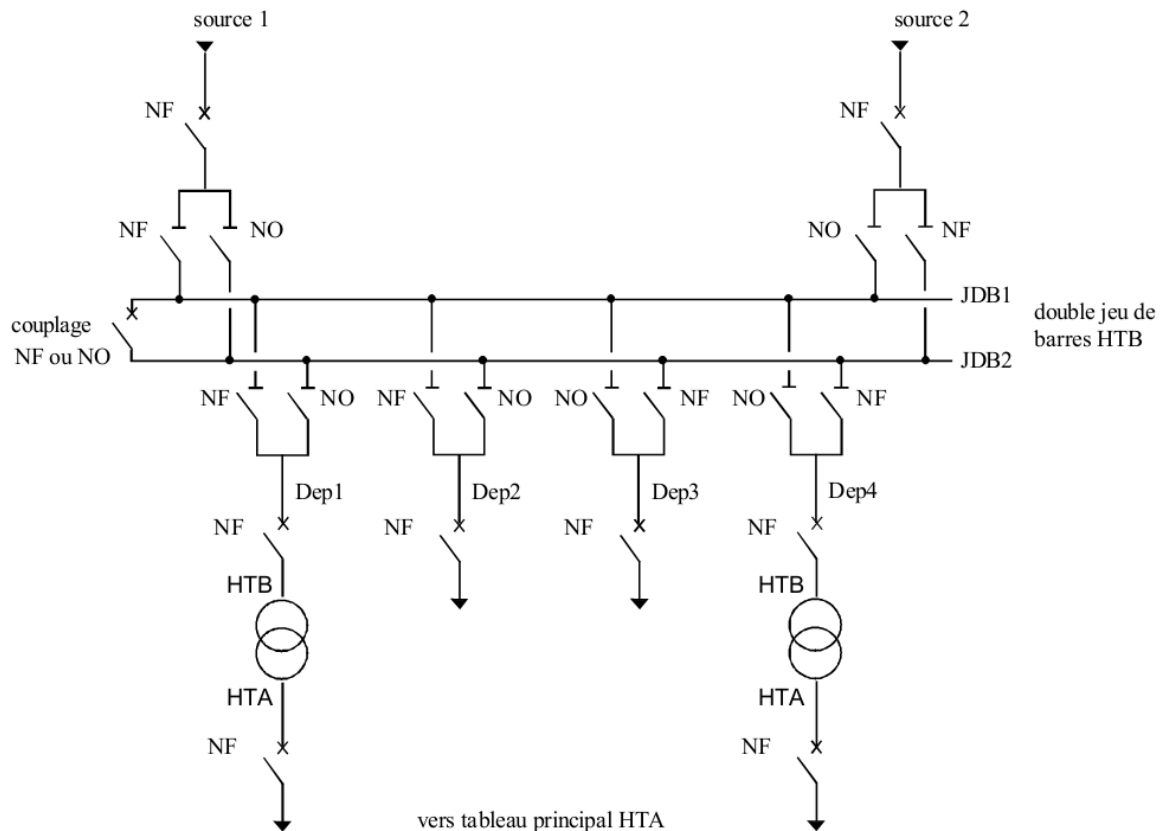 source 1
source 2
NF
NF
NF
NO
NO
NF
JDB1
double jeu de
barres HTB
couplage
NF ou NO
JDB2
NF
NO
NF
NO
NO
NF
NO
NF
Dep1
Dep2
Dep3
Dep4
NF
NF
NF
NF
HTB
HTB
HTA
HTA
NF
NF
vers tableau principal HTA